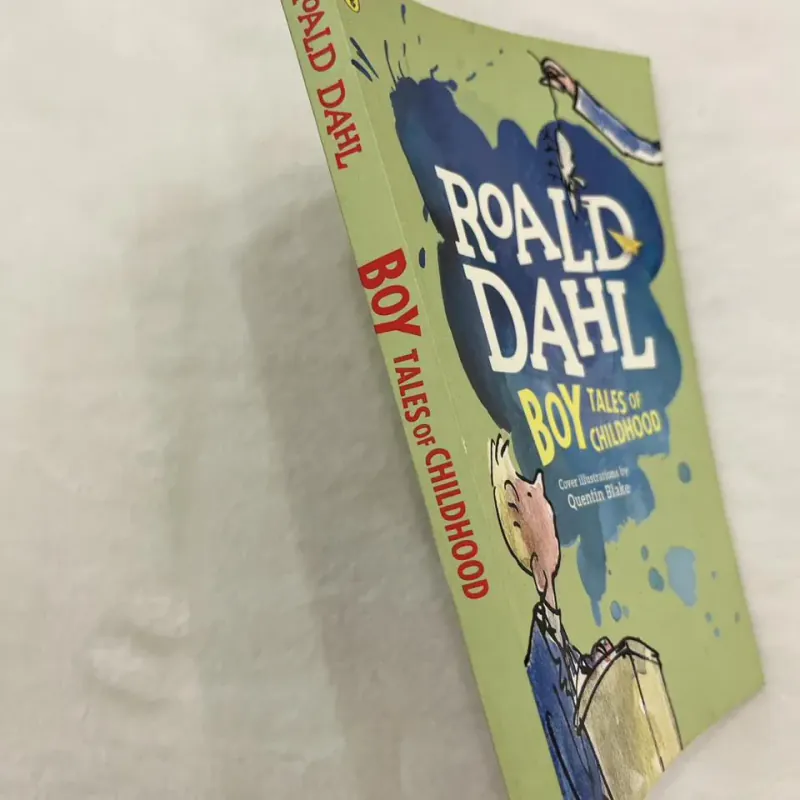 ROALD DAHL
BOY TALES OF CHILDHOOD
ROALD
DAHL
BOY TALES OF
CHILDHOOD
Cover illustrations by
Quentin Blake